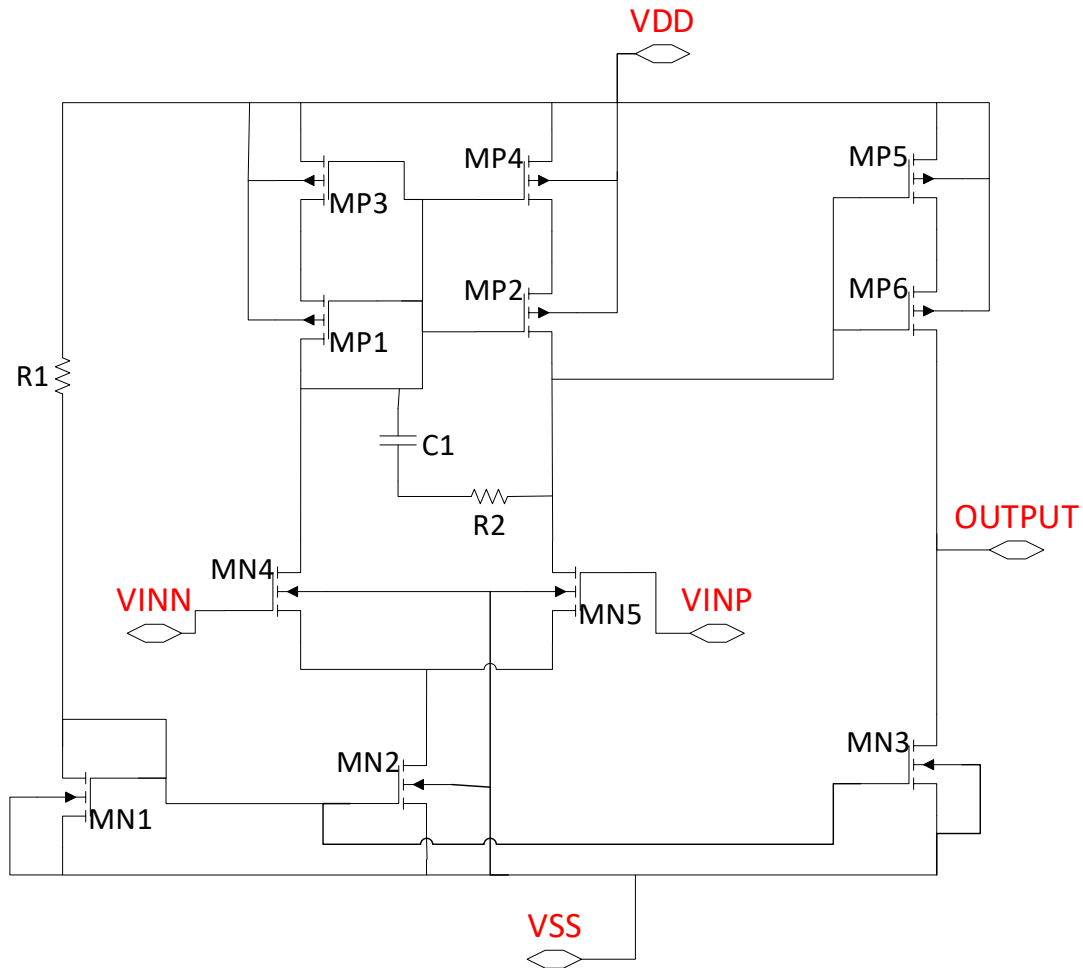 VDD
MP4
MP5
MP3
MP2
MP6
MP1
R1
C1
R2
OUTPUT
MN4
VINN
VINP
MN5
MN3
MN2
MN1
VSS